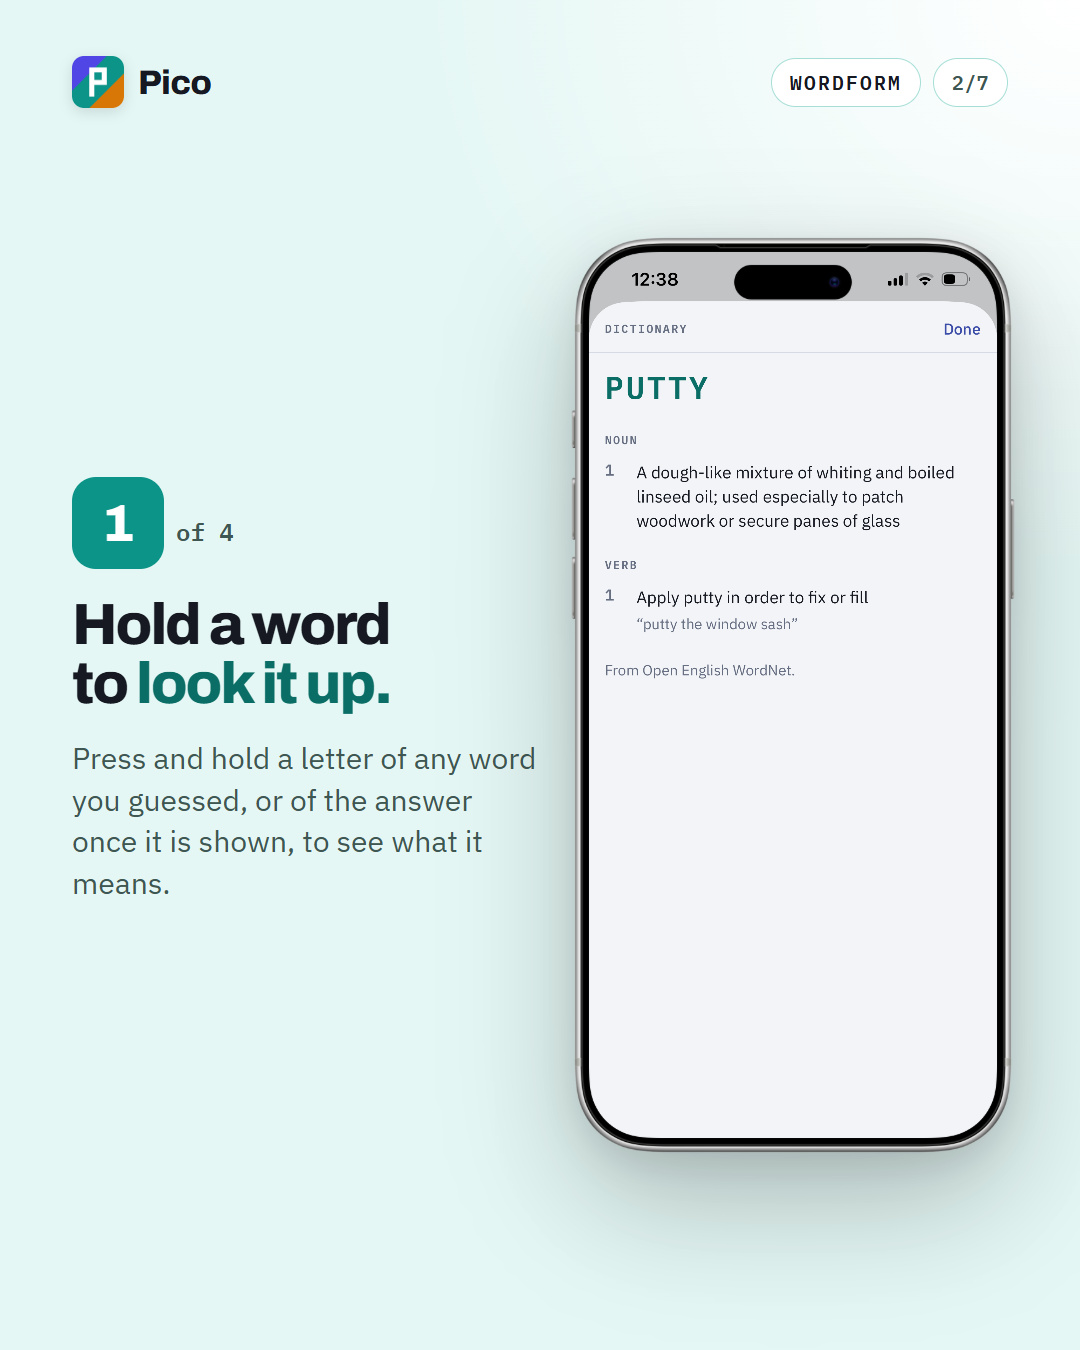 Pico
WORDFORM
2/7
1 of 4
Hold a word
to look it up.
Press and hold a letter of any word
you guessed, or of the answer
once it is shown, to see what it
means.
12:38
DICTIONARY
Done
PUTTY
NOUN
1 A dough-like mixture of whiting and boiled
linseed oil; used especially to patch
woodwork or secure panes of glass
VERB
1 Apply putty in order to fix or fill
“putty the window sash”
From Open English WordNet.